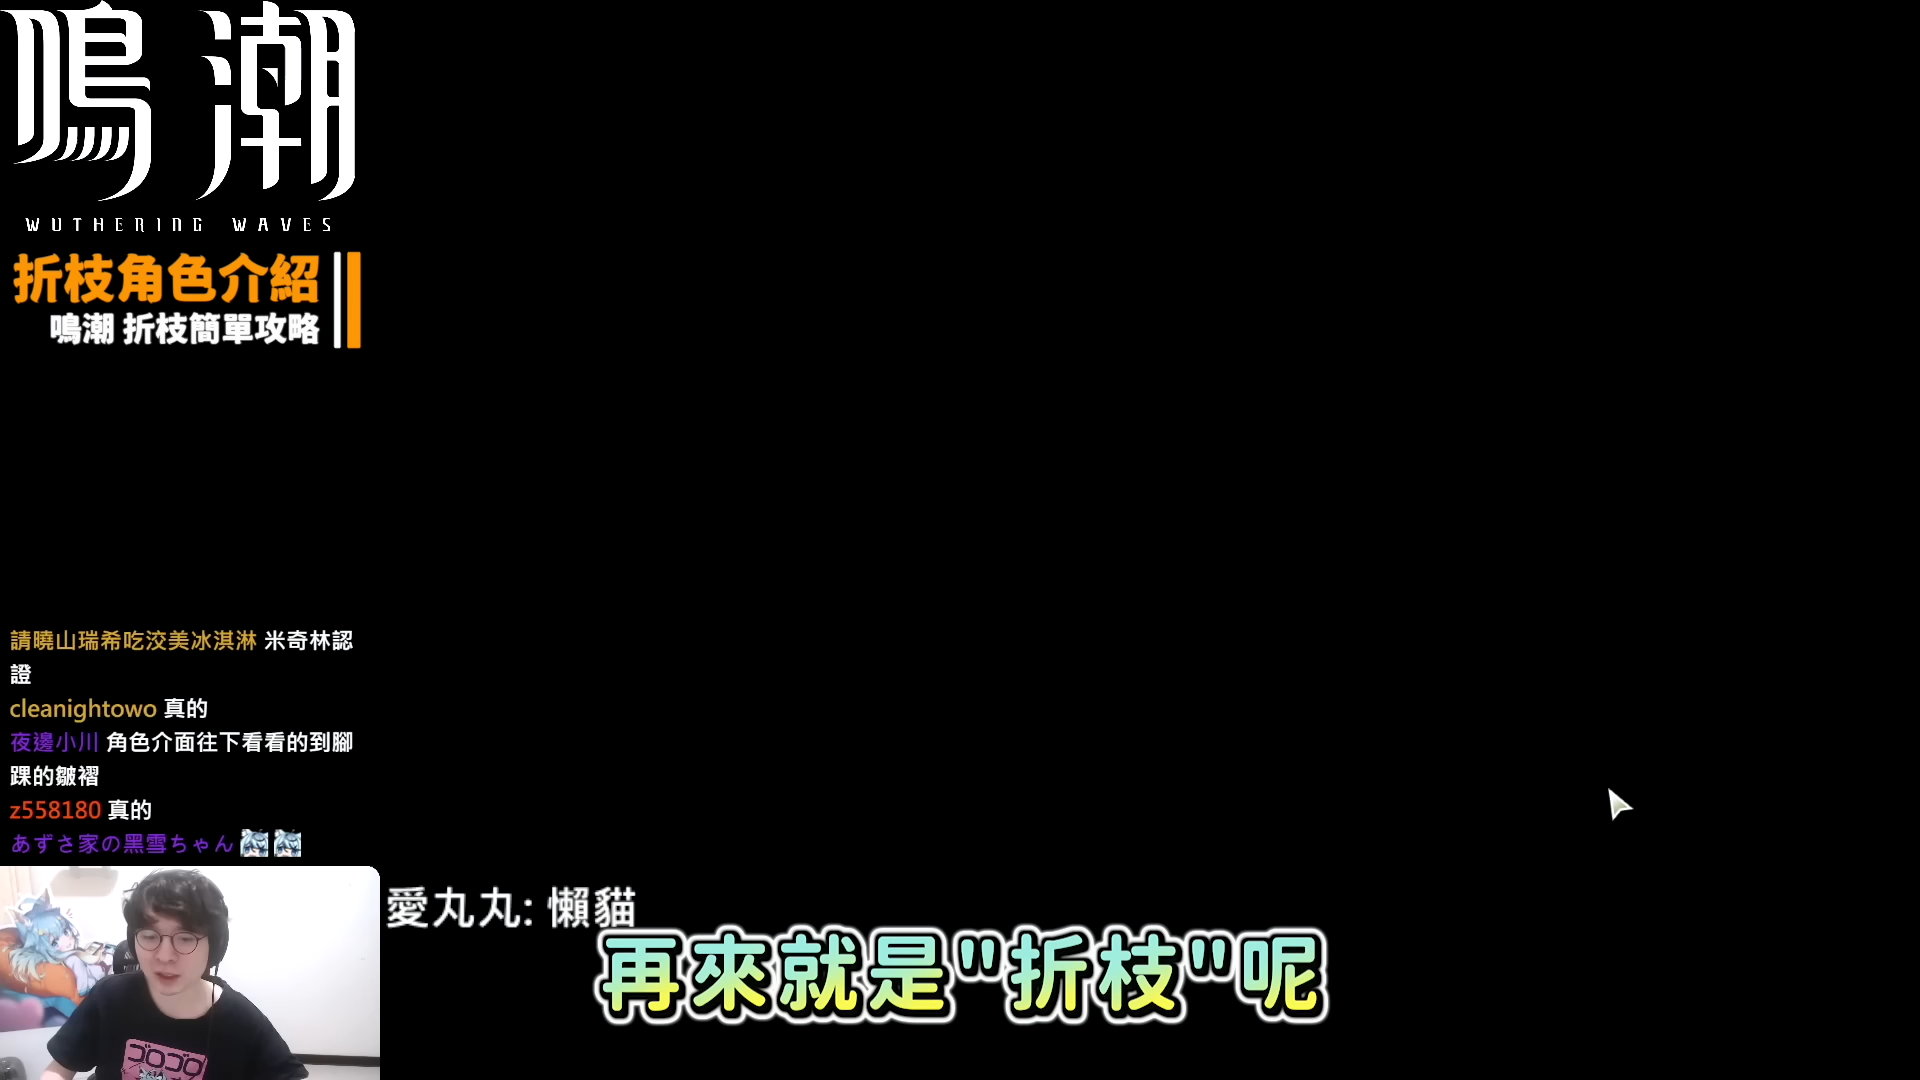 鳴潮
WUTHERING WAVES
折枝角色介紹
鳴潮 折枝簡單攻略
請曉山瑞希吃洨美冰淇淋 米奇林認
證
cleanightowo 真的
夜邊小川 角色介面往下看看的到腳
踝的皺褶
z558180 真的
あずさ家の黑雪ちゃん
愛丸丸: 懶貓
再來就是"折枝"呢
ゴロゴロ